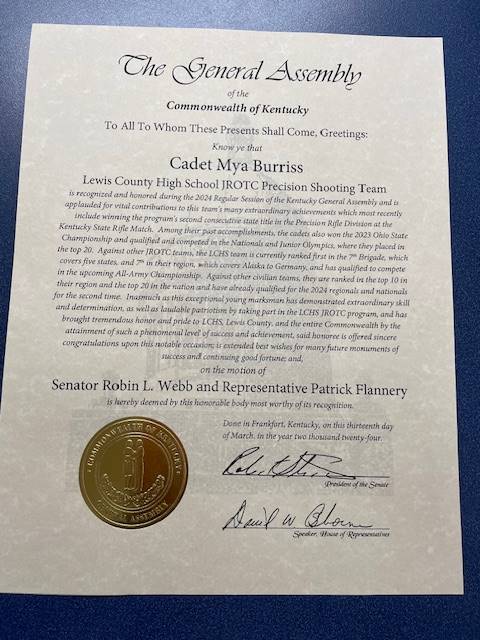 The General Assembly
of the
Commonwealth of Kentucky
To All To Whom These Presents Shall Come, Greetings:
Know ye that
Cadet Mya Burriss
Lewis County High School JROTC Precision Shooting Team
is recognized and honored during the 2024 Regular Session of the Kentucky General Assembly and is
applauded for vital contributions to this team's many extraordinary achievements which most recently
include winning the program's second consecutive state title in the Precision Rifle Division at the
Kentucky State Rifle Match. Among their past accomplishments, the cadets also won the 2023 Ohio State
Championship and qualified and competed in the Nationals and Junior Olympics, where they placed in
the top 20. Against other JROTC teams, the LCHS team is currently ranked first in the 7th Brigade, which
covers five states, and 7th in their region, which covers Alaska to Germany, and has qualified to compete
in the upcoming All-Army Championship. Against other civilian teams, they are ranked in the top 10 in
their region and the top 20 in the nation and have already qualified for the 2024 regionals and nationals
for the second time. Inasmuch as this exceptional young marksman has demonstrated extraordinary skill
and determination, as well as laudable patriotism by taking part in the LCHS JROTC program, and has
brought tremendous honor and pride to LCHS, Lewis County, and the entire Commonwealth by the
attainment of such a phenomenal level of success and achievement, said honoree is offered sincere
congratulations upon this notable occasion; is extended best wishes for many future monuments of
success and continuing good fortune; and,
on the motion of
Senator Robin L. Webb and Representative Patrick Flannery
is hereby deemed by this honorable body most worthy of its recognition.
Done in Frankfort, Kentucky, on this thirteenth day
of March, in the year two thousand twenty-four.
President of the Senate
David W. Osborne
Speaker, House of Representatives
COMMONWEALTH OF KENTUCKY
GENERAL ASSEMBLY